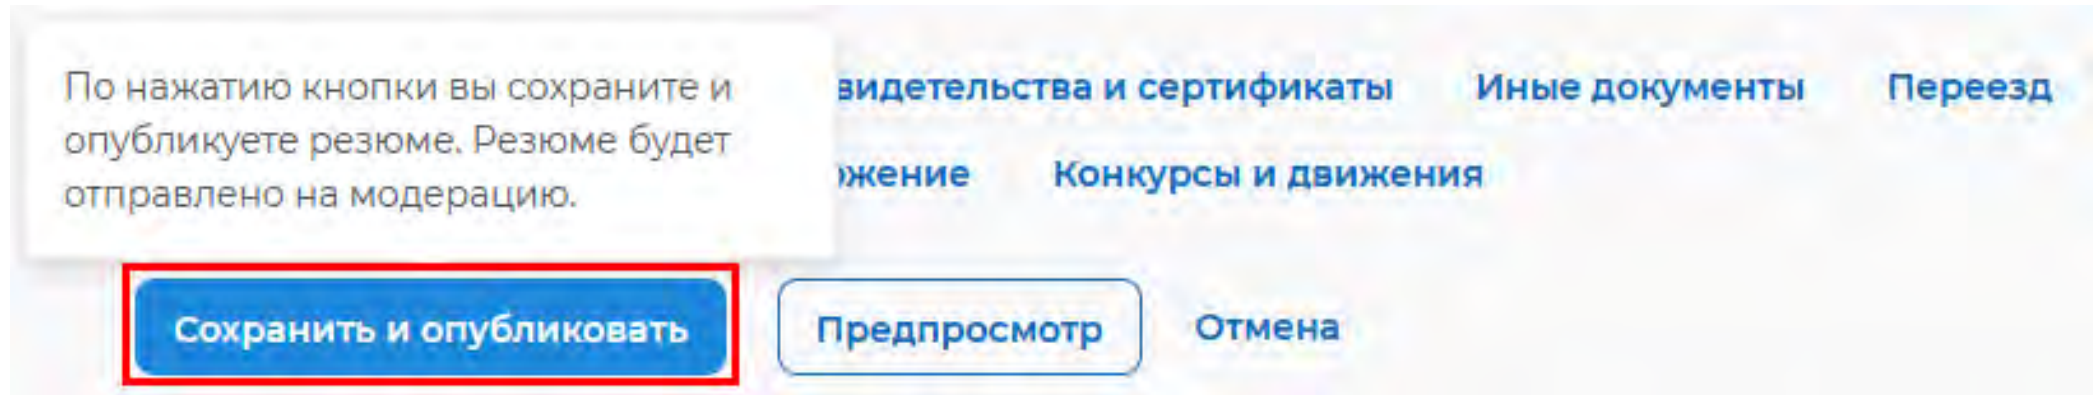 По нажатию кнопки вы сохраните и
опубликуете резюме. Резюме будет
отправлено на модерацию.
видетельства и сертификаты Иные документы Переезд
жение Конкурсы и движения
Сохранить и опубликовать Предпросмотр Отмена